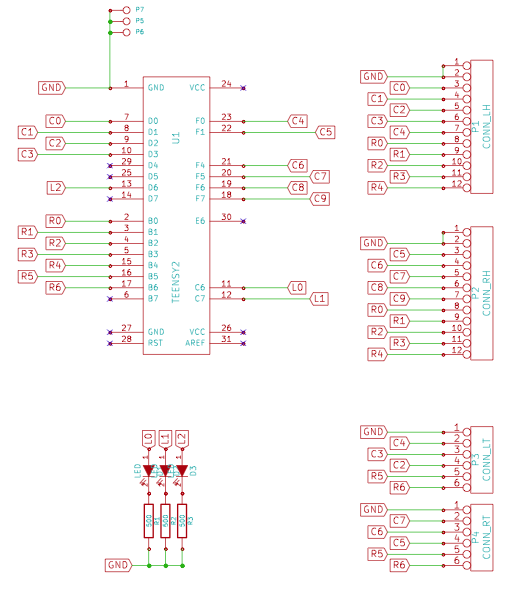 P7
P5
P6
GND 1 GND VCC 24
C0 7 D0 F0 23 C4
C1 8 D1 F1 22 C5
C2 9 D2
C3 10 D3
29 D4 F4 21 C6
25 D5 F5 20 C7
L2 13 D6 F6 19 C8
14 D7 F7 18 C9
R0 2 B0 E6 30
R1 3 B1
R2 4 B2
R3 5 B3
R4 15 B4
R5 16 B5
R6 17 B6 C6 11 L0
6 B7 C7 12 L1
27 GND VCC 26
28 RST AREF 31
U1
TEENSY2
1
GND 2
C0 3
C1 4
C2 5
C3 6
C4 7
R0 8
R1 9
R2 10
R3 11
R4 12
P1
CONN_LH
1
GND 2
C5 3
C6 4
C7 5
C8 6
C9 7
R0 8
R1 9
R2 10
R3 11
R4 12
P2
CONN_RH
GND 1
C4 2
C3 3
C2 4
R5 5
R6 6
P3
CONN_LT
GND 1
C7 2
C6 3
C5 4
R5 5
R6 6
P4
CONN_RT
L0 L1 L2
1 1 1
LED D3
500 R1 500 R2 500 R3
GND